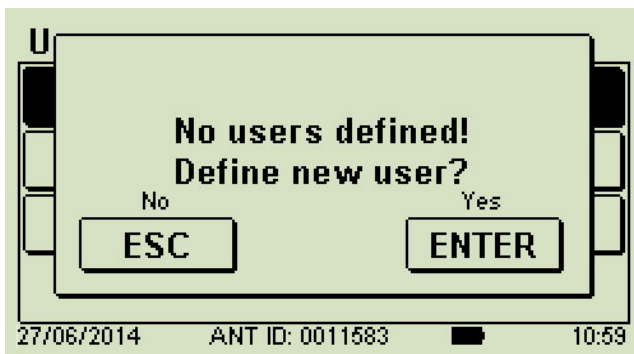 U
No users defined!
Define new user?
No Yes
ESC ENTER
27/06/2014 ANT ID: 0011583 10:59